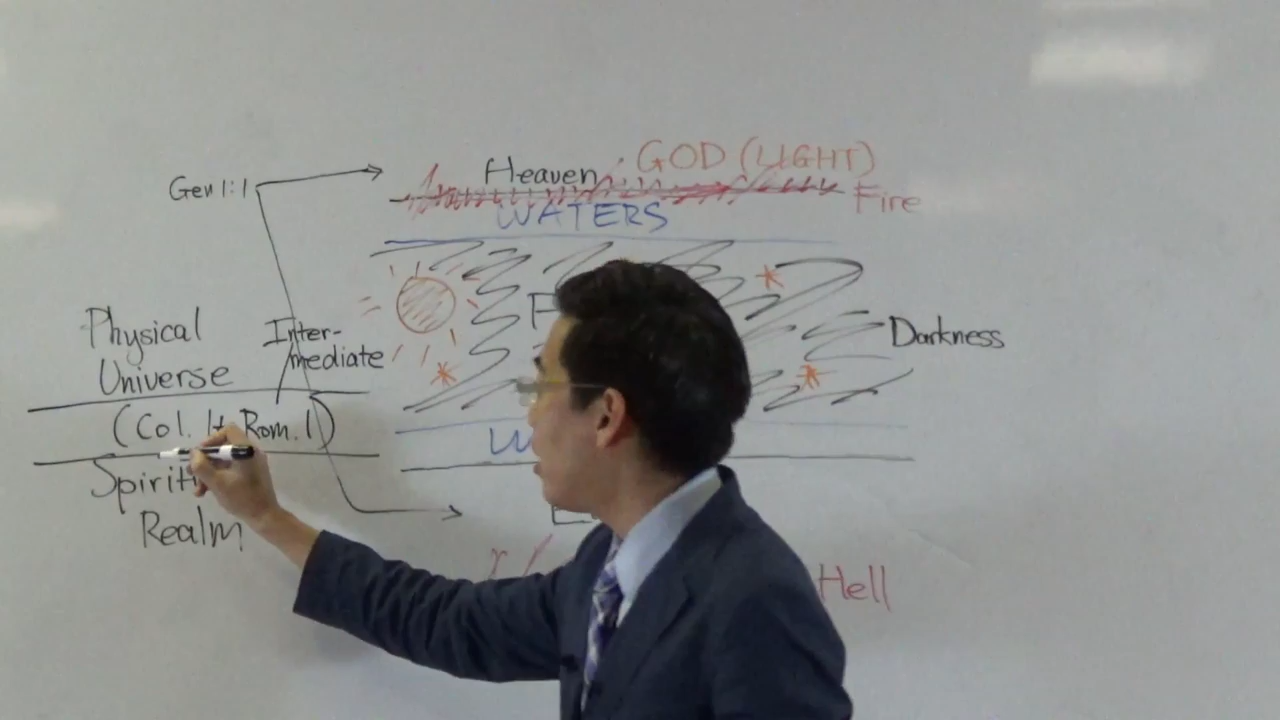 GOD (LIGHT)
Heaven
Gen 1:1
Fire
WATERS
Physical
Universe
Inter-
mediate
Darkness
(Col. 1+ Rom. 1)
Realm
Hell